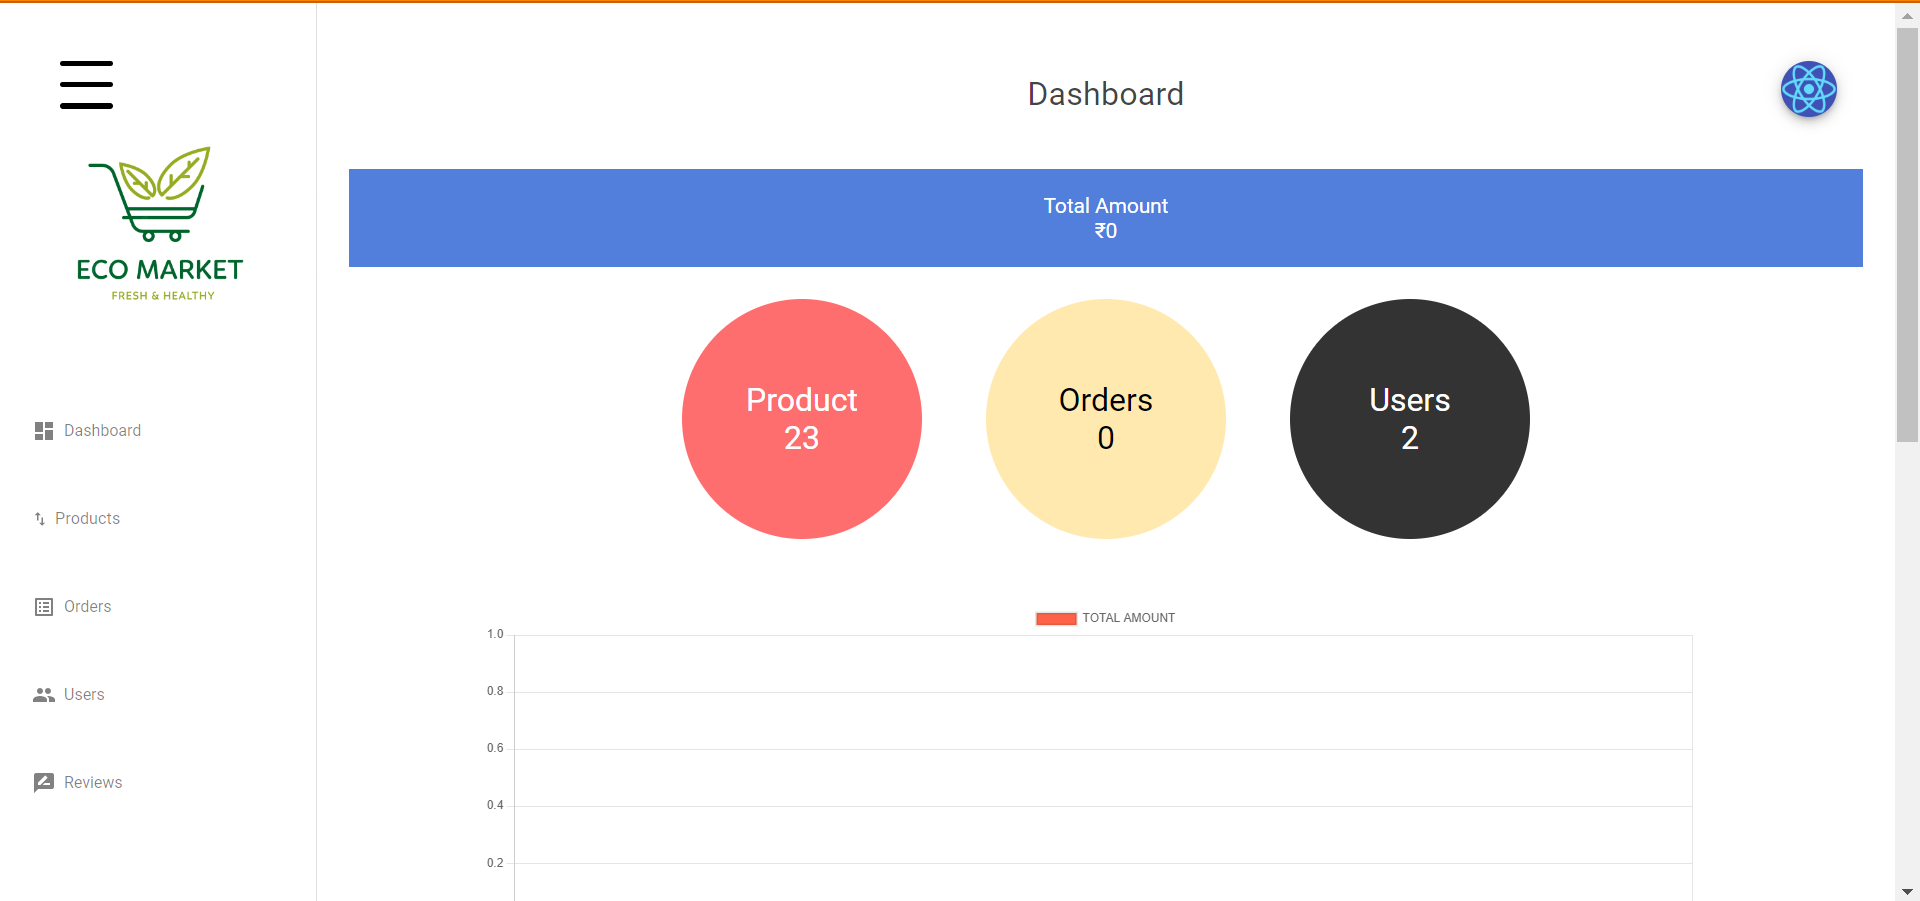 Dashboard
Total Amount
₹0
ECO MARKET
FRESH & HEALTHY
Product
23
Orders
0
Users
2
Dashboard
Products
Orders
Users
Reviews
TOTAL AMOUNT
1.0
0.8
0.6
0.4
0.2